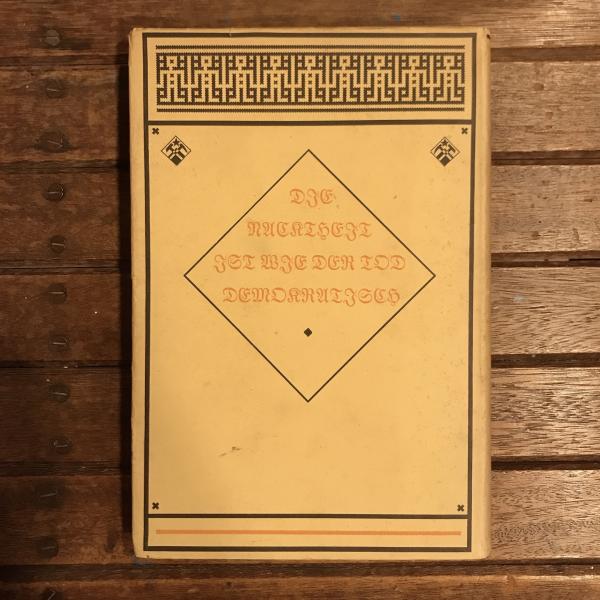 DIE
NACKTHEIT
IST WIE DER TOD
DEMOKRATISCH